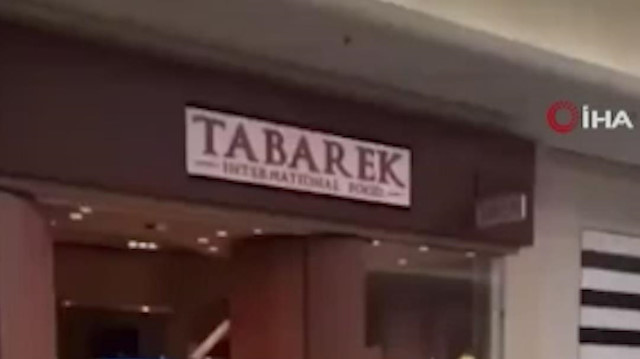 TABAREK
INTERNATIONAL FOOD
İHA